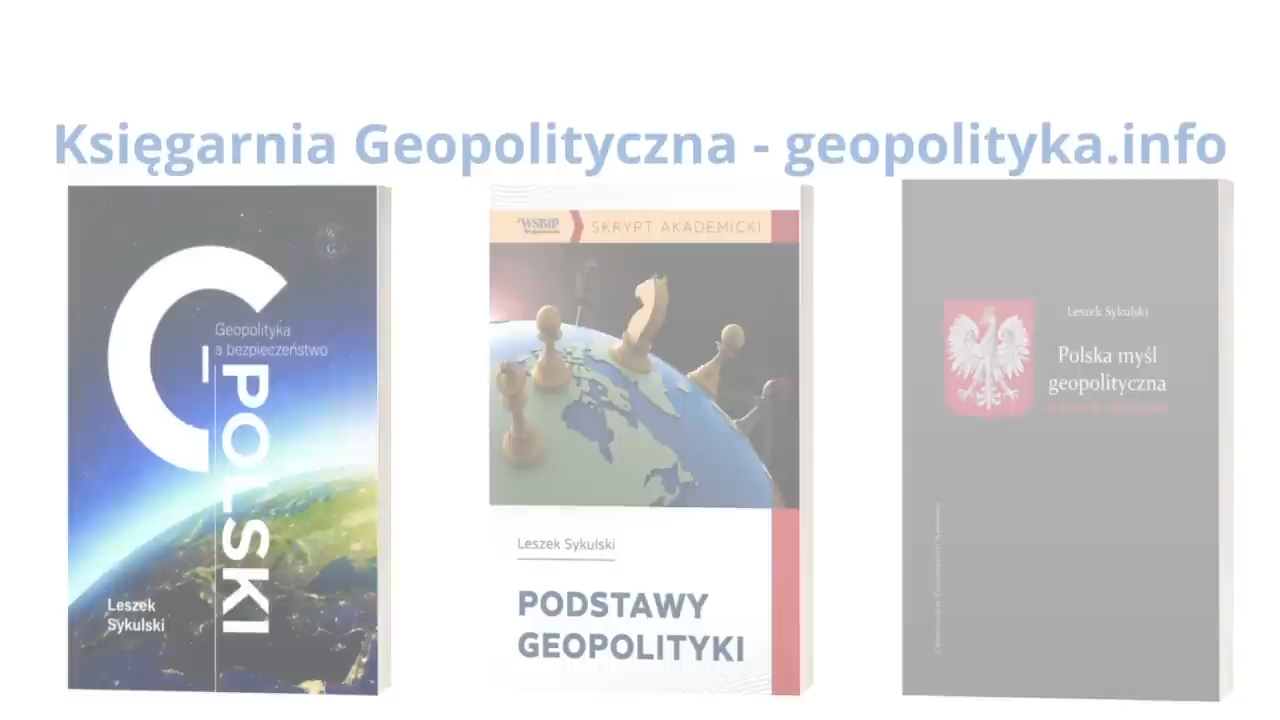 Księgarnia Geopolityczna - geopolityka.info
W
G
Geopolityka
a bezpieczeństwo
POLSKI
Leszek
Sykulski
WSBiP
SKRYPT AKADEMICKI
Leszek Sykulski
PODSTAWY
GEOPOLITYKI
Leszek Sykulski
Polska myśl
geopolityczna